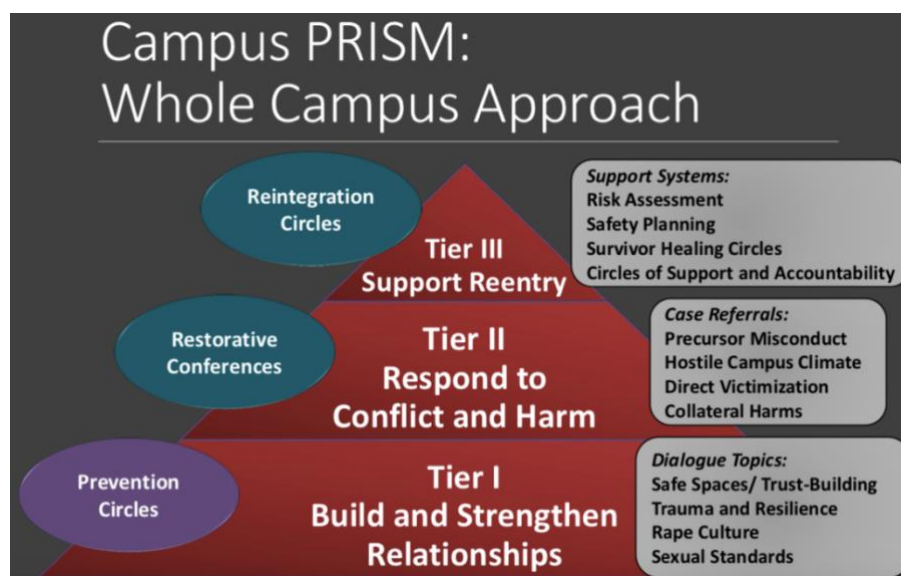 Campus PRISM:
Whole Campus Approach
Reintegration
Circles
Tier III
Support Reentry
Support Systems:
Risk Assessment
Safety Planning
Survivor Healing Circles
Circles of Support and Accountability
Restorative
Conferences
Tier II
Respond to
Conflict and Harm
Case Referrals:
Precursor Misconduct
Hostile Campus Climate
Direct Victimization
Collateral Harms
Prevention
Circles
Tier I
Build and Strengthen
Relationships
Dialogue Topics:
Safe Spaces/ Trust-Building
Trauma and Resilience
Rape Culture
Sexual Standards